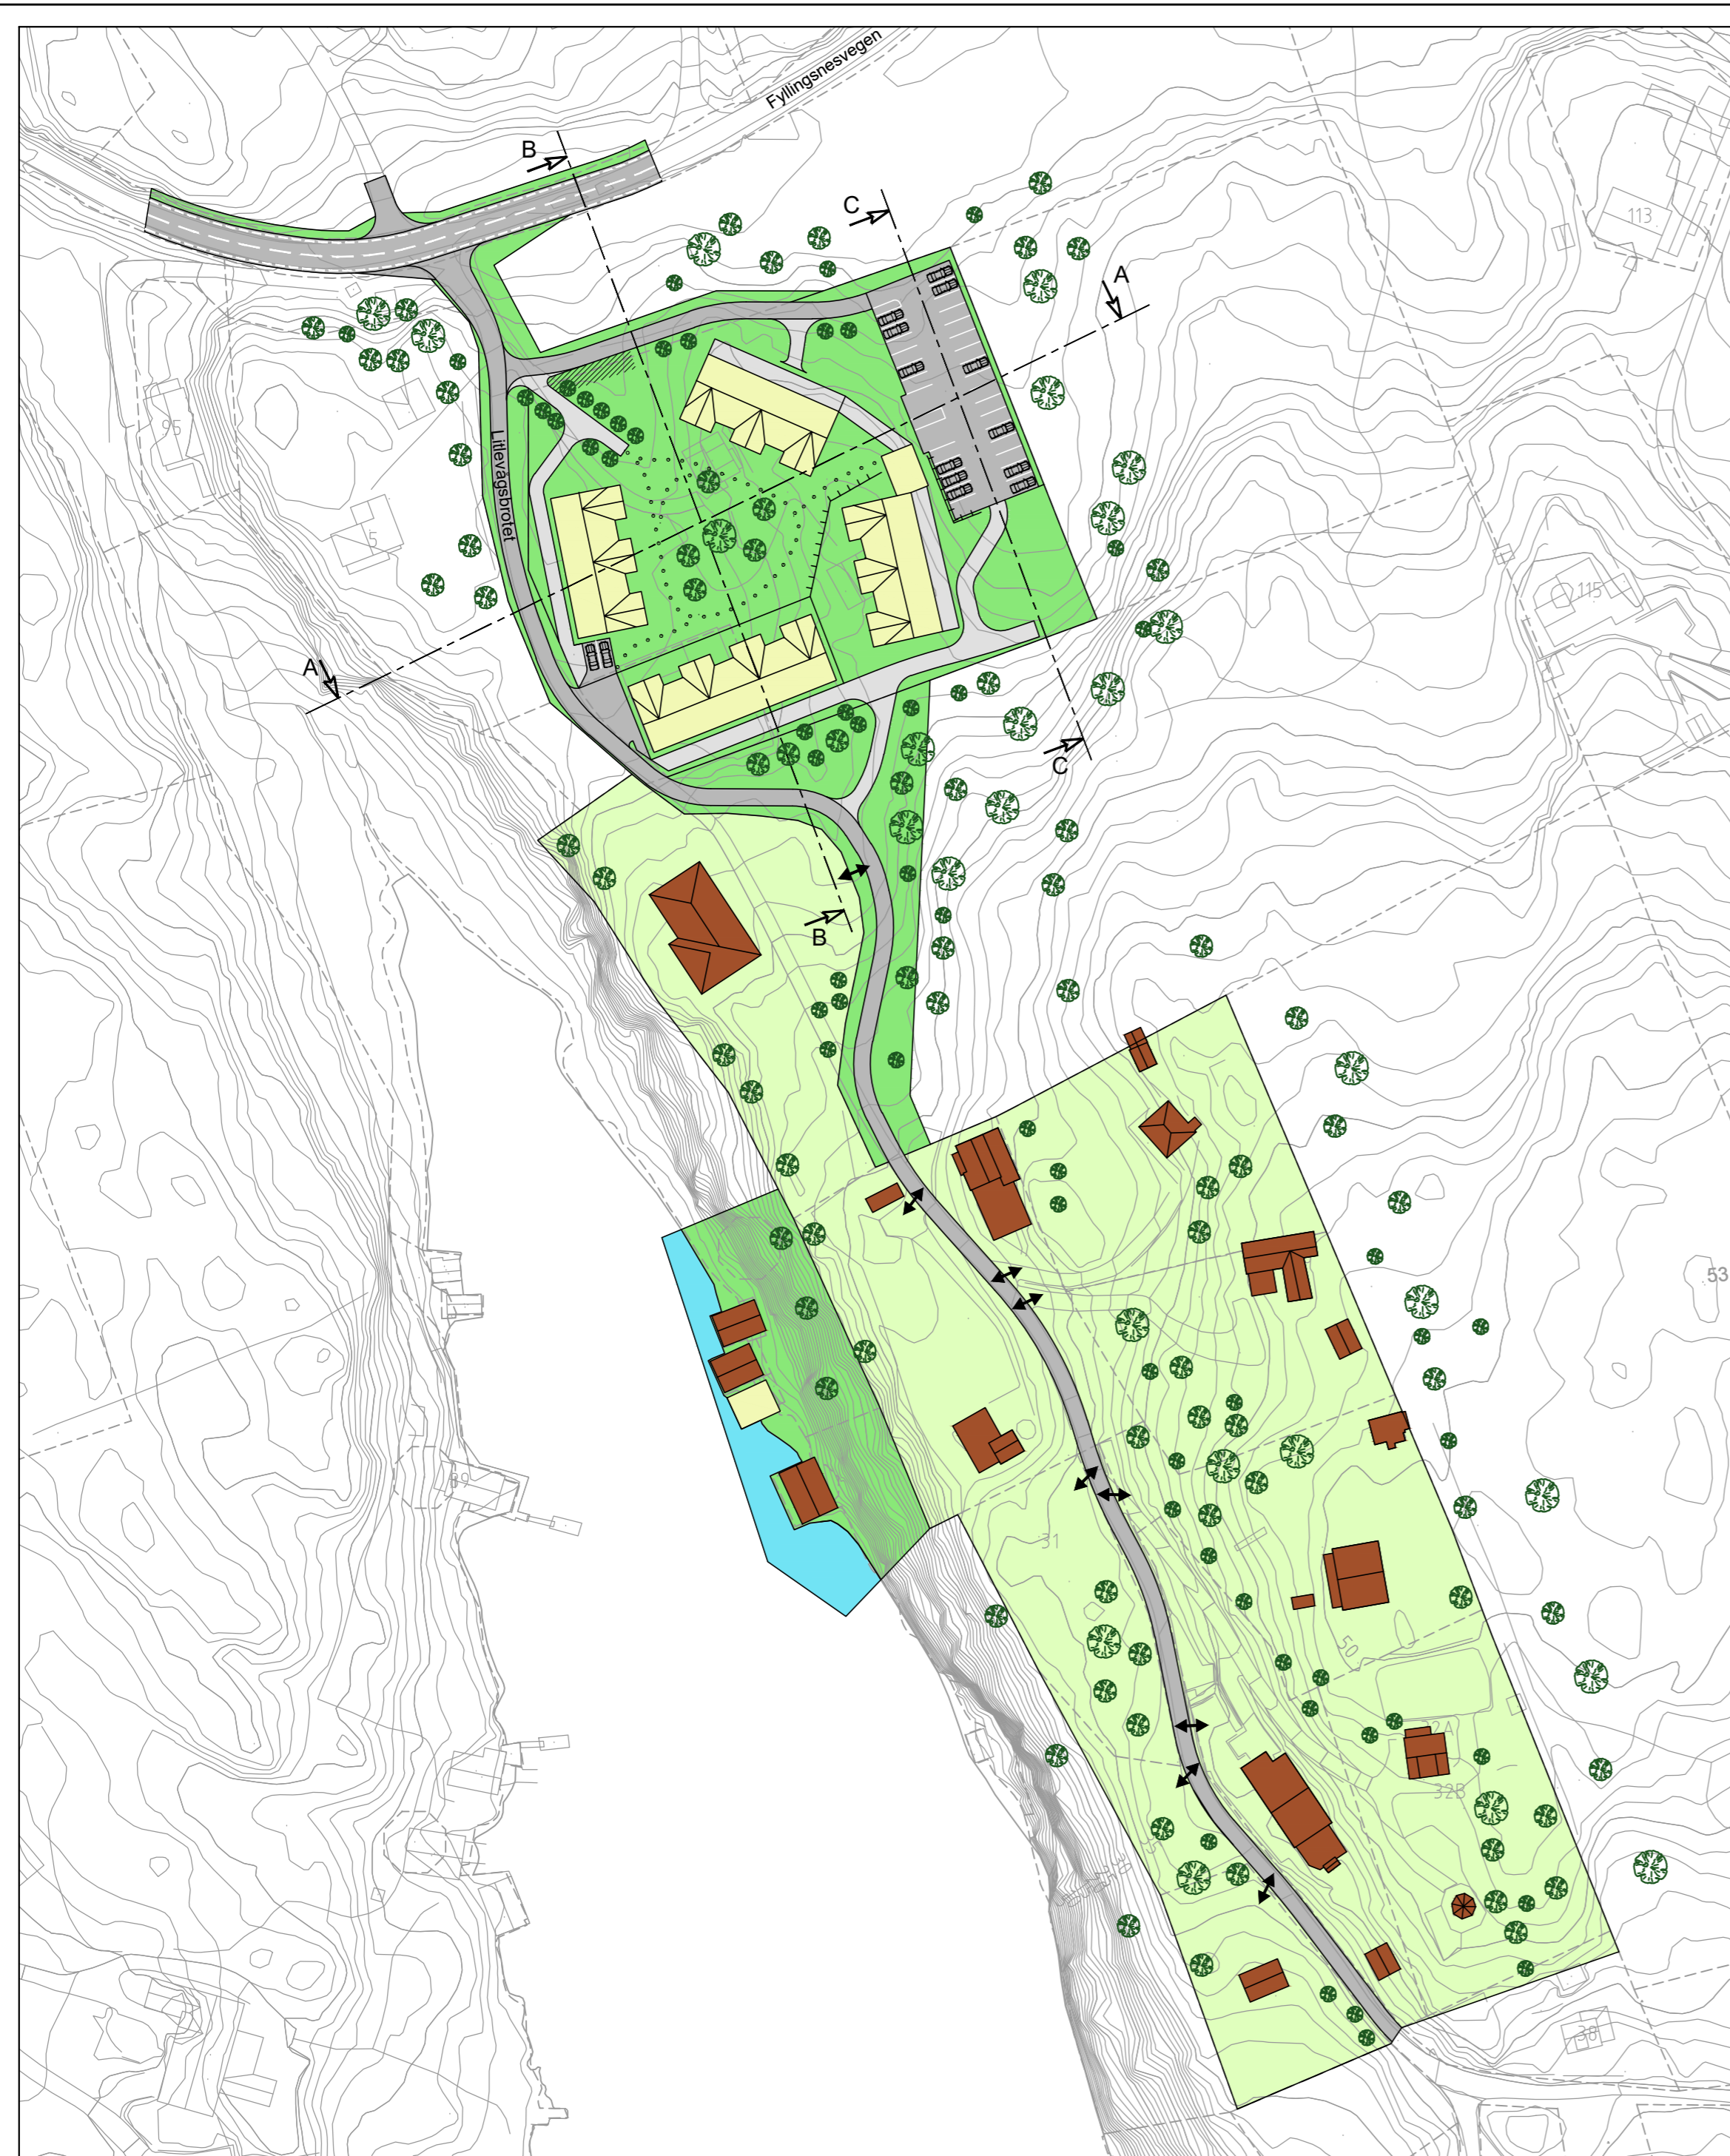 Fyllingsnesvegen
B
C
113
A
95
Litlevågsbrotet
5
115
A
C
B
53
89
31
50
32A
32B
38